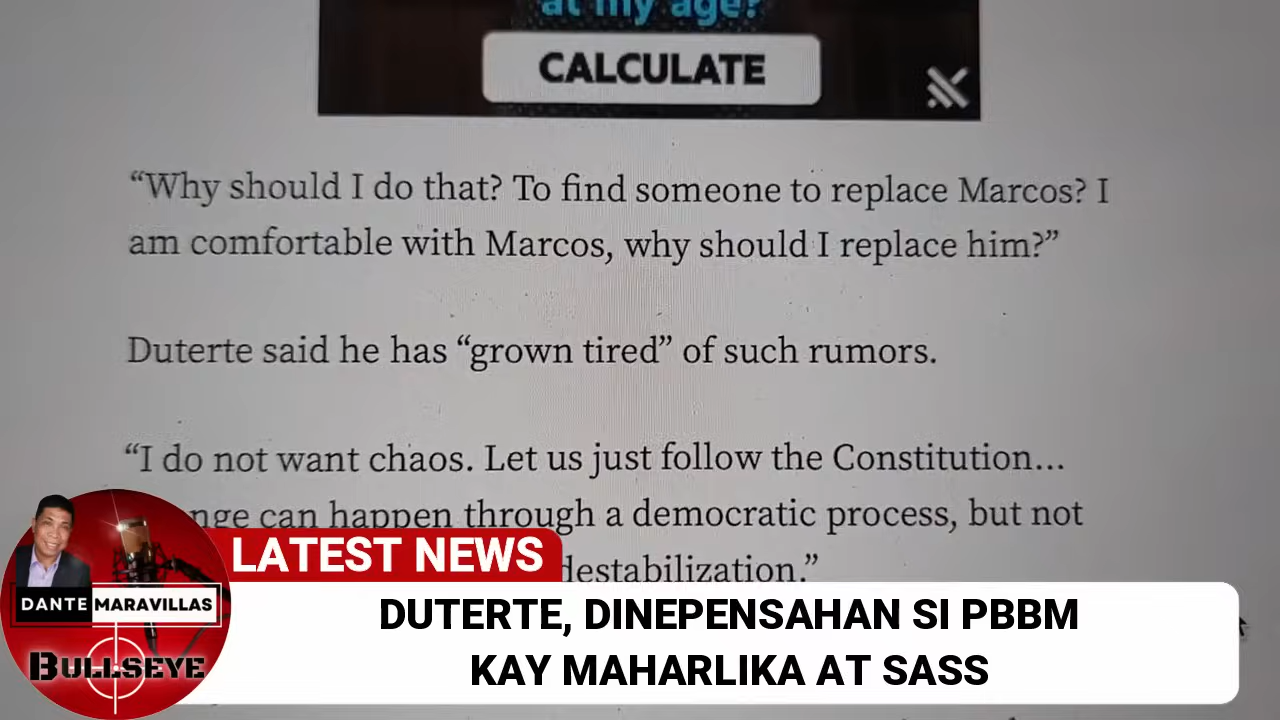 at my age?
CALCULATE
“Why should I do that? To find someone to replace Marcos? I
am comfortable with Marcos, why should I replace him?”
Duterte said he has “grown tired” of such rumors.
“I do not want chaos. Let us just follow the Constitution...
can happen through a democratic process, but not
destabilization.”
LATEST NEWS
DANTE MARAVILLAS
BULLSEYE
DUTERTE, DINEPENSAHAN SI PBBM
KAY MAHARLIKA AT SASS